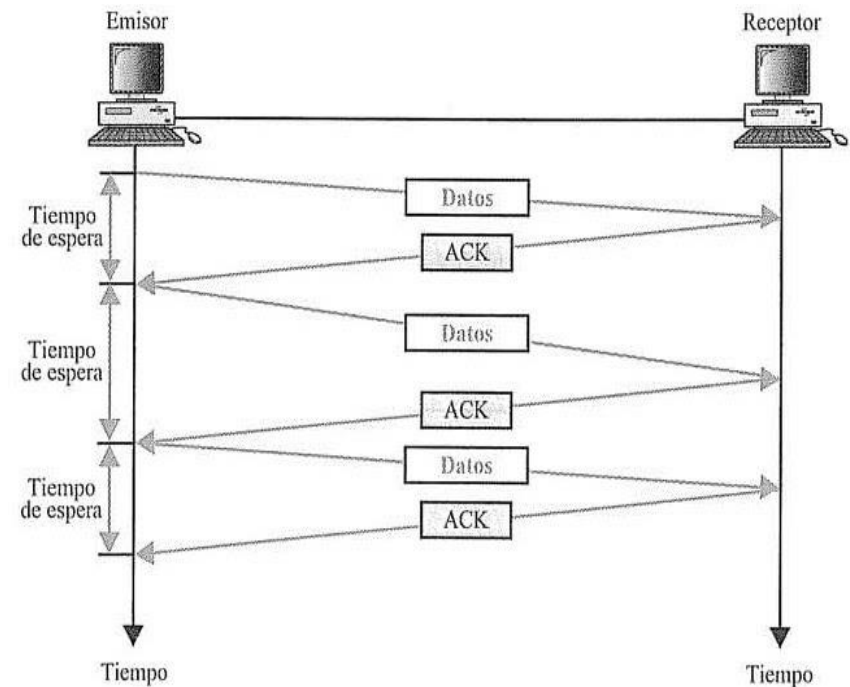 Emisor
Receptor
Datos
Tiempo
de espera
ACK
Datos
Tiempo
de espera
ACK
Datos
Tiempo
de espera
ACK
Tiempo
Tiempo